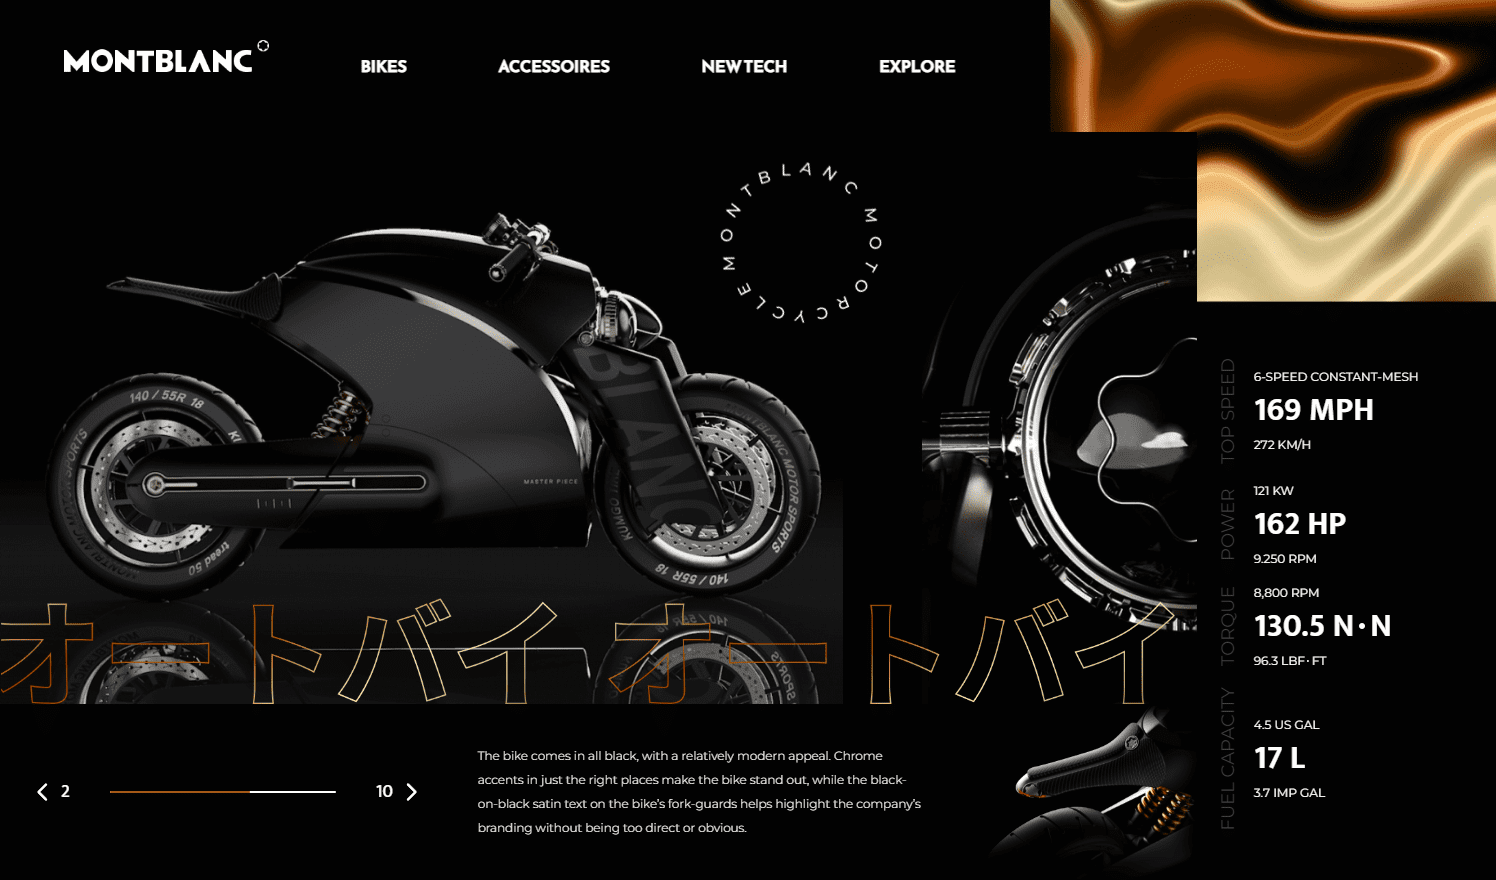 MONTBLANC
BIKES
ACCESSOIRES
NEW TECH
EXPLORE
MONTBLANC MOTORCYCLE
140 / 55R 18
tread 50
BLANC
MASTER PIECE
MONTBLANC MOTOR SPORTS
140 / 55R 18
オートバイ オートバイ
TOP SPEED
6-SPEED CONSTANT-MESH
169 MPH
272 KM/H
POWER
121 KW
162 HP
9.250 RPM
TORQUE
8,800 RPM
130.5 N·N
96.3 LBF·FT
FUEL CAPACITY
4.5 US GAL
17 L
3.7 IMP GAL
2
10
The bike comes in all black, with a relatively modern appeal. Chrome
accents in just the right places make the bike stand out, while the black-
on-black satin text on the bike's fork-guards helps highlight the company's
branding without being too direct or obvious.